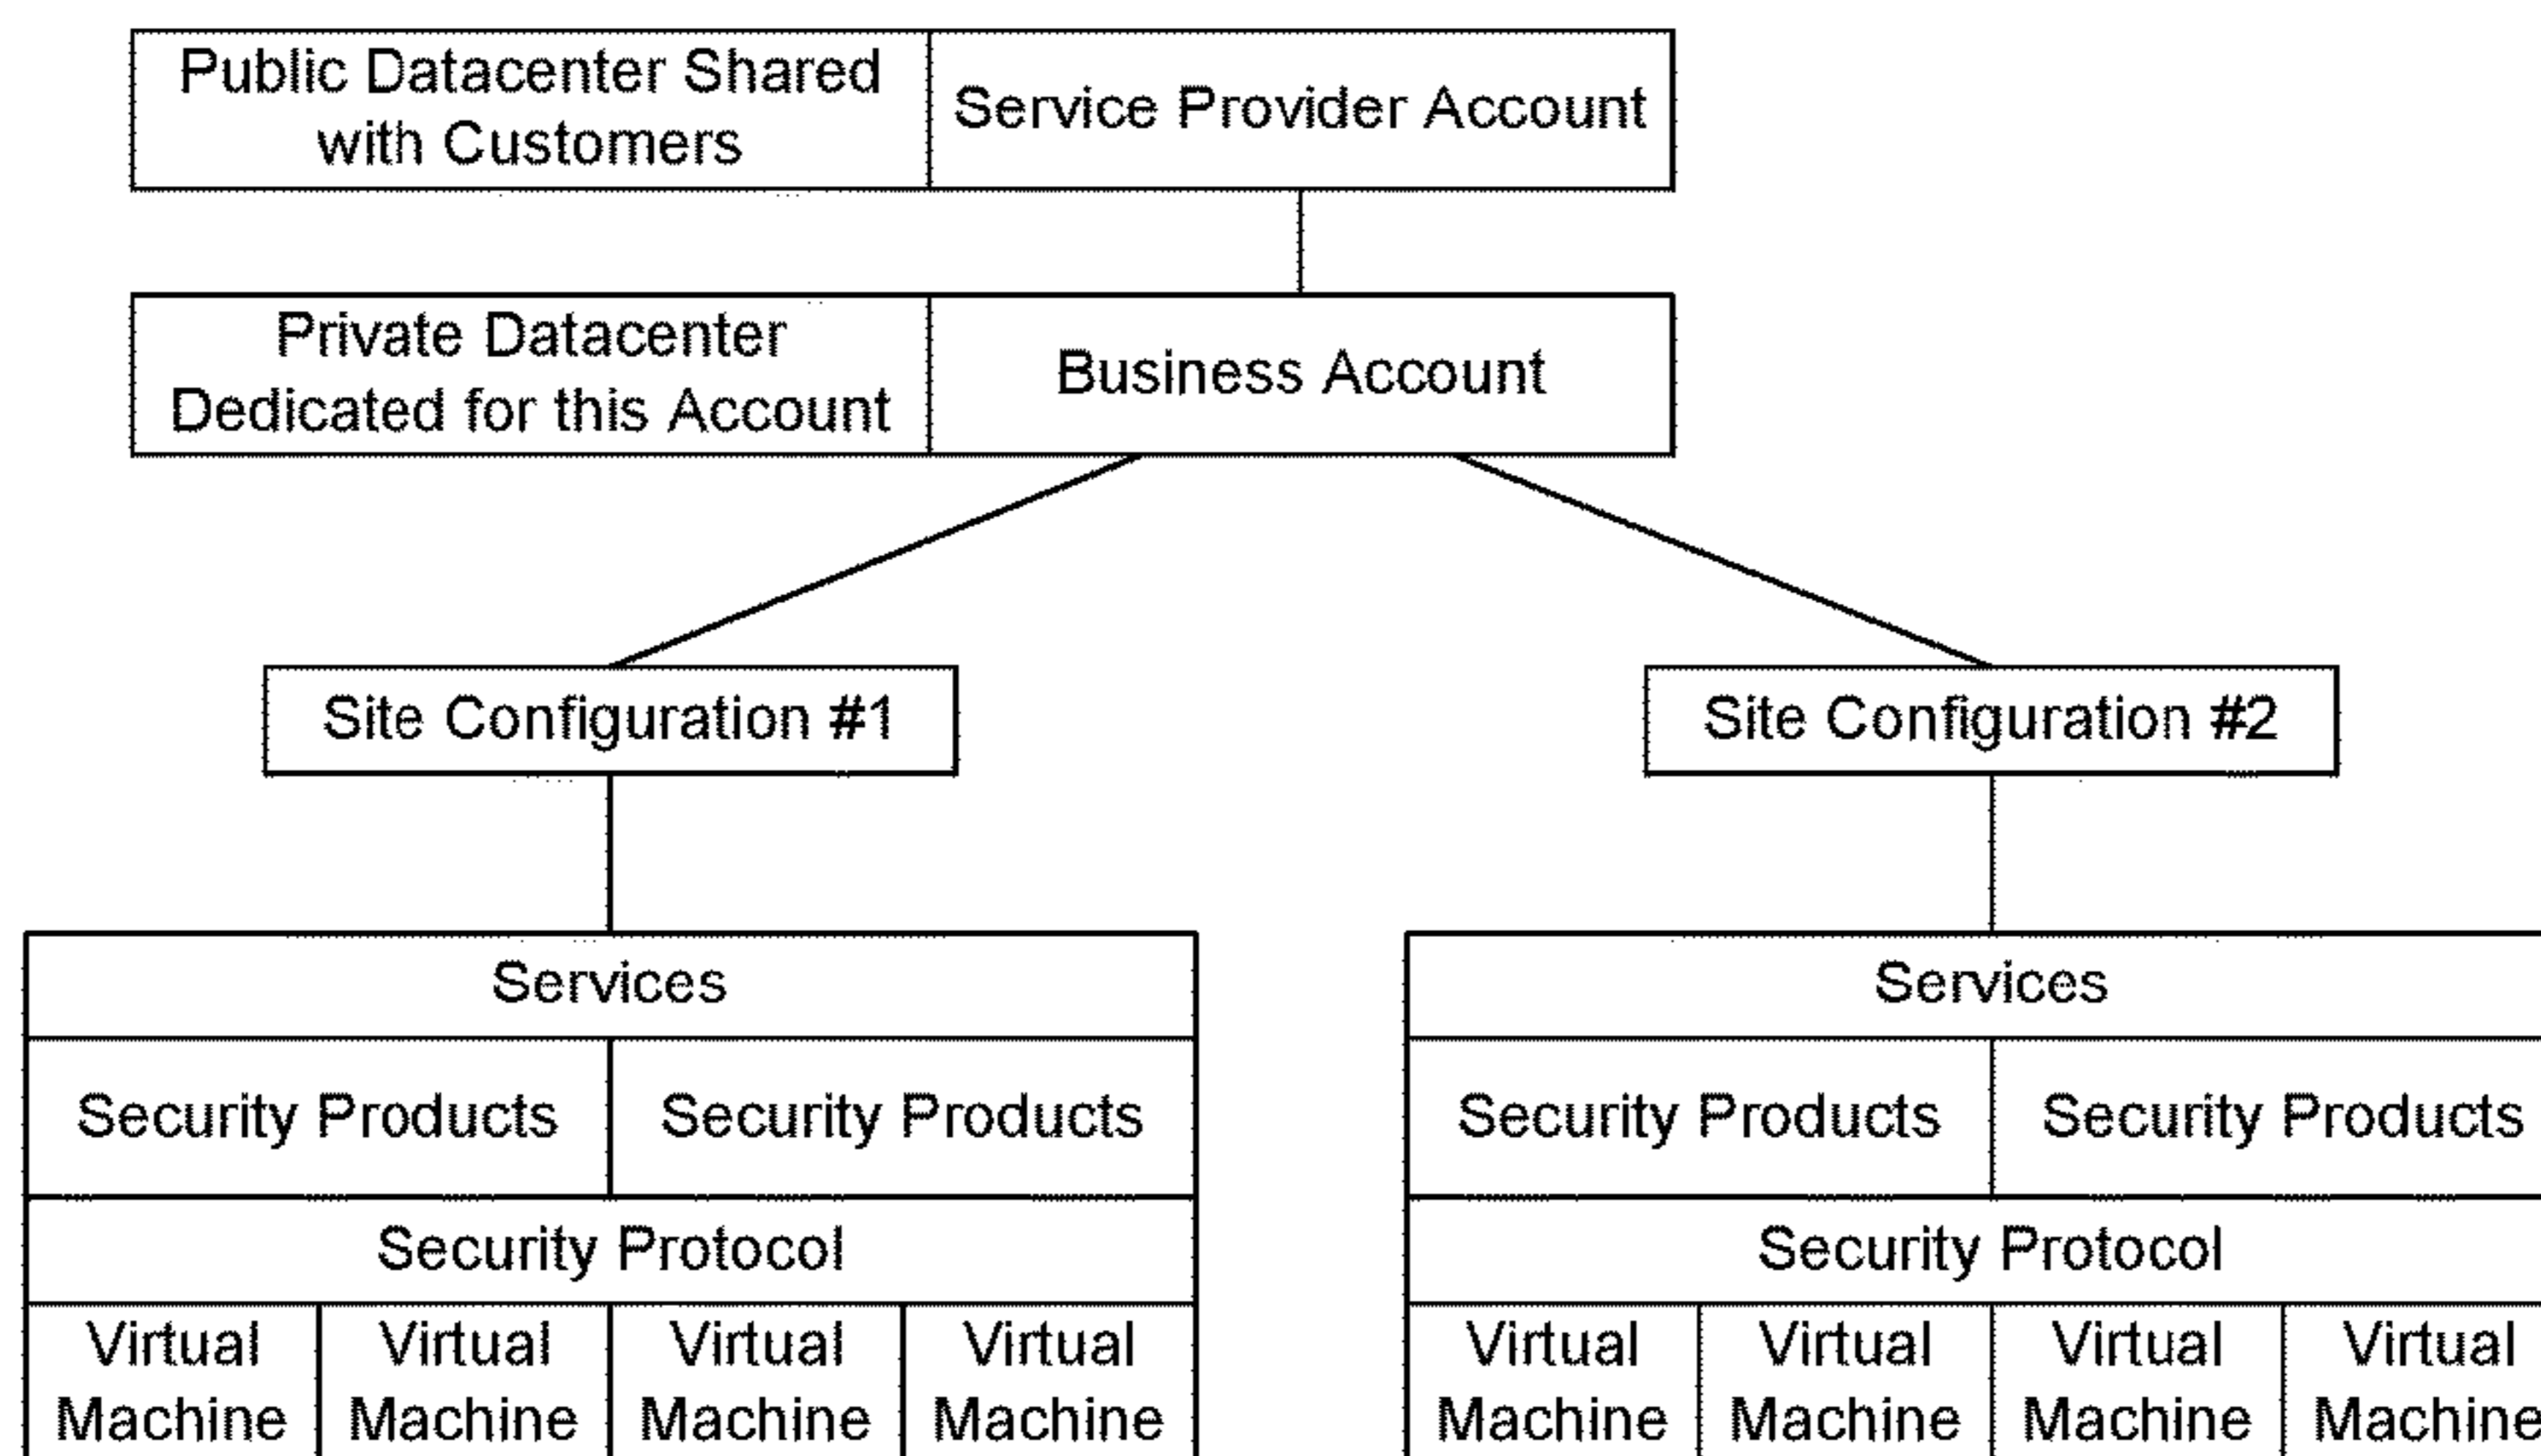 Public Datacenter Shared
with Customers
Service Provider Account
Private Datacenter
Dedicated for this Account
Business Account
Site Configuration #1
Site Configuration #2
Services
Services
Security Products
Security Products
Security Products
Security Products
Security Protocol
Security Protocol
Virtual
Machine
Virtual
Machine
Virtual
Machine
Virtual
Machine
Virtual
Machine
Virtual
Machine
Virtual
Machine
Virtual
Machine